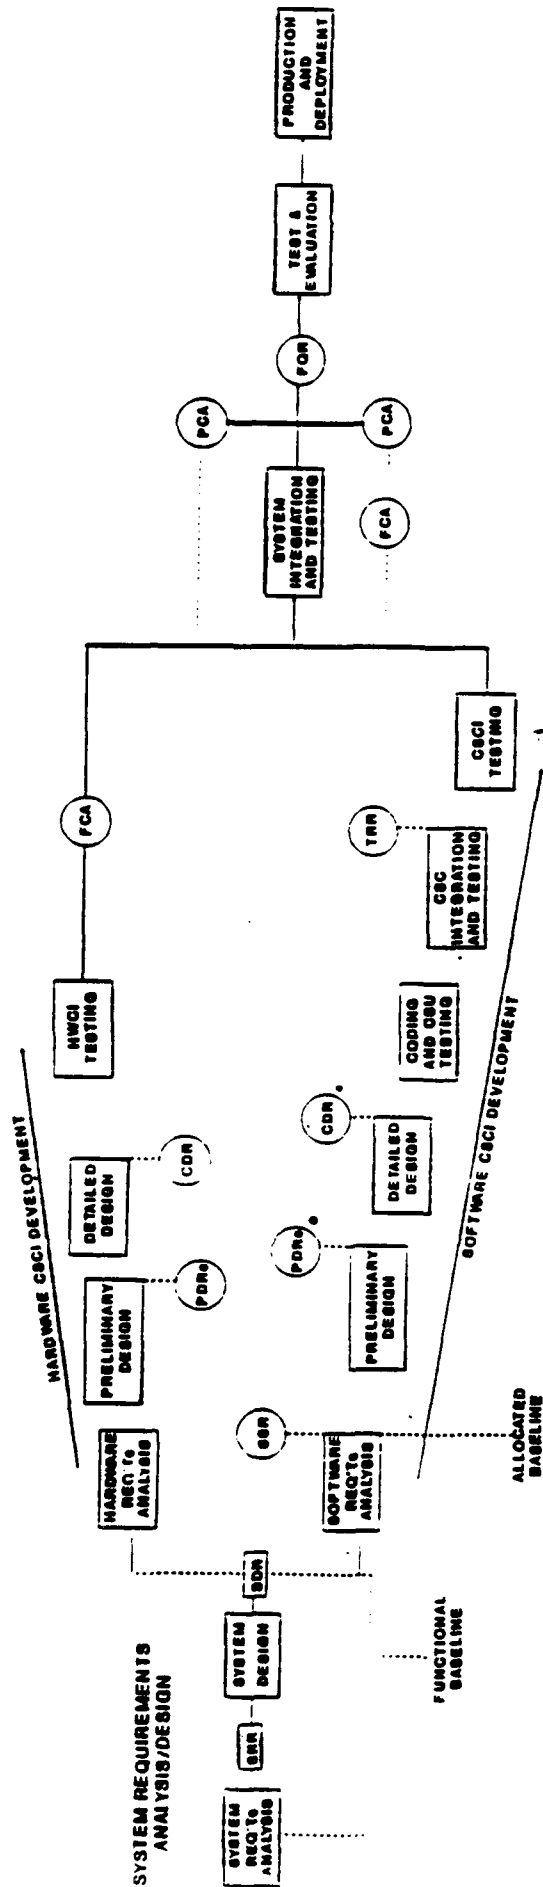 SYSTEM REQUIREMENTS
ANALYSIS/DESIGN
SYSTEM
REQ'Ts
ANALYSIS
SRR
SYSTEM
DESIGN
SDR
FUNCTIONAL
BASELINE
HARDWARE CSCI DEVELOPMENT
HARDWARE
REQ'Ts
ANALYSIS
PRELIMINARY
DESIGN
PDRs
DETAILED
DESIGN
CDR
HWCI
TESTING
FCA
SOFTWARE
REQ'Ts
ANALYSIS
SSR
ALLOCATED
BASELINE
PRELIMINARY
DESIGN
PDRs
DETAILED
DESIGN
CDR
CODING
AND CSU
TESTING
CSC
INTEGRATION
AND TESTING
TRR
CSCI
TESTING
SOFTWARE CSCI DEVELOPMENT
SYSTEM
INTEGRATION
AND TESTING
FCA
PCA
PCA
FQR
TEST &
EVALUATION
PRODUCTION
AND
DEPLOYMENT